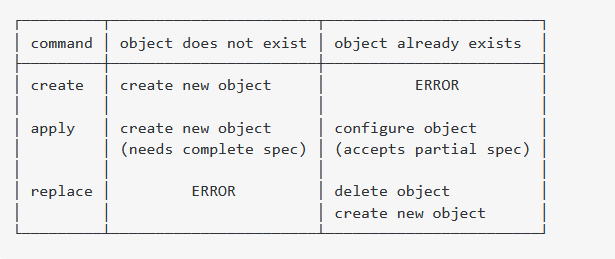 command object does not exist object already exists
create create new object ERROR
apply create new object configure object
(needs complete spec) (accepts partial spec)
replace ERROR delete object
create new object